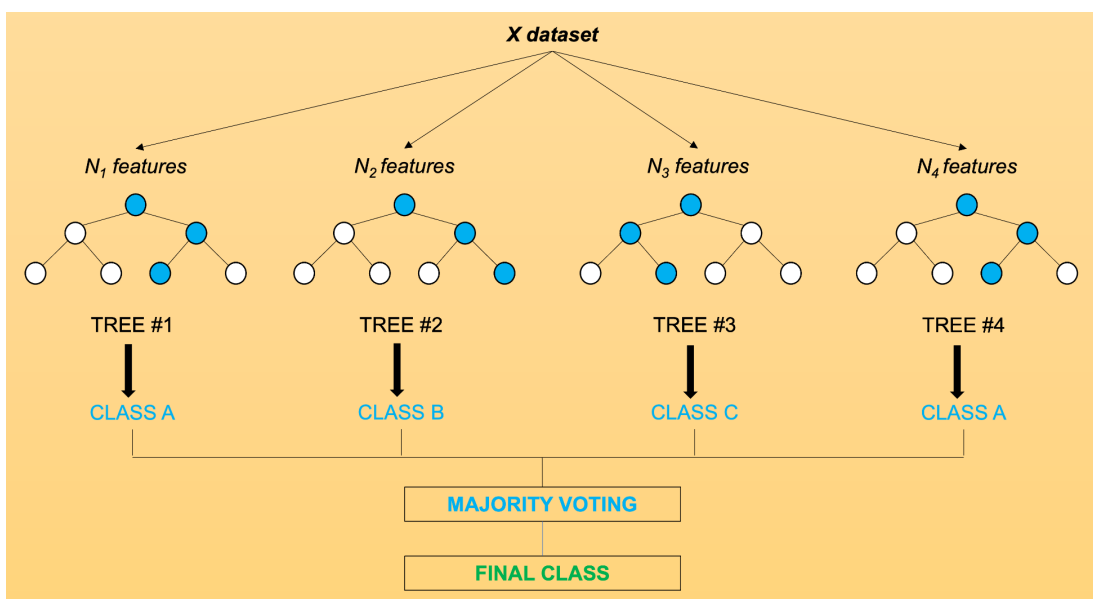 X dataset
N₁ features
N₂ features
N₃ features
N₄ features
TREE #1
TREE #2
TREE #3
TREE #4
CLASS A
CLASS B
CLASS C
CLASS A
MAJORITY VOTING
FINAL CLASS